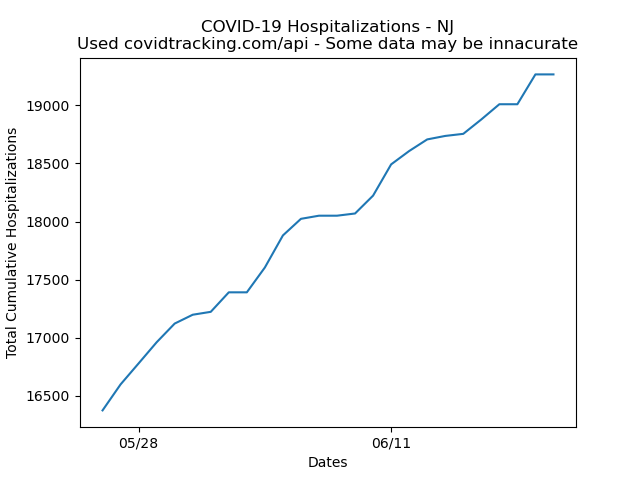 COVID-19 Hospitalizations - NJ
Used covidtracking.com/api - Some data may be innacurate
Total Cumulative Hospitalizations
19000
18500
18000
17500
17000
16500
05/28
06/11
Dates